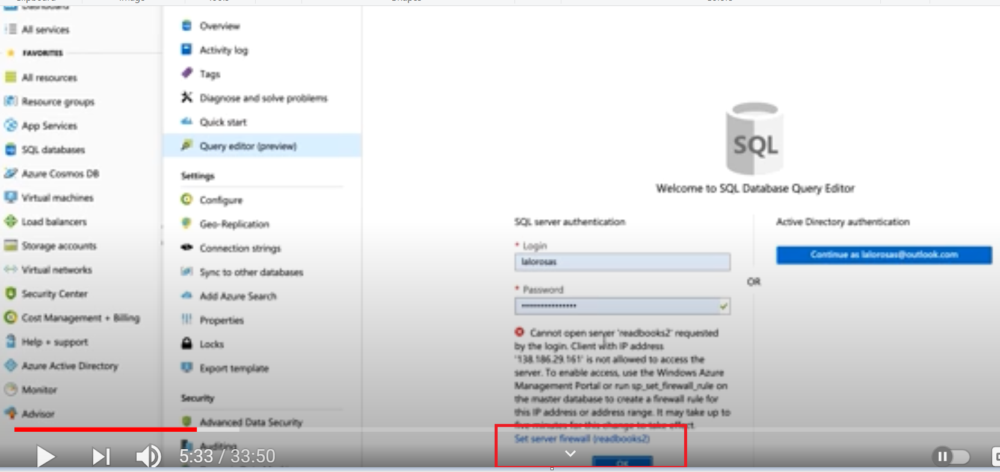 All services
FAVORITES
All resources
Resource groups
App Services
SQL databases
Azure Cosmos DB
Virtual machines
Load balancers
Storage accounts
Virtual networks
Security Center
Cost Management + Billing
Help + support
Azure Active Directory
Monitor
Advisor
Overview
Activity log
Tags
Diagnose and solve problems
Quick start
Query editor (preview)
Settings
Configure
Geo-Replication
Connection strings
Sync to other databases
Add Azure Search
Properties
Locks
Export template
Security
Advanced Data Security
Auditing
SQL
Welcome to SQL Database Query Editor
SQL server authentication
* Login
lalorosas
* Password
Cannot open server 'readbooks2' requested
by the login. Client with IP address
'138.186.29.161' is not allowed to access the
server. To enable access, use the Windows Azure
Management Portal or run sp_set_firewall_rule on
the master database to create a firewall rule for
this IP address or address range. It may take up to
five minutes for this change to take effect.
Set server firewall (readbooks2)
OK
OR
Active Directory authentication
Continue as lalorosas@outlook.com
5:33 / 33:50